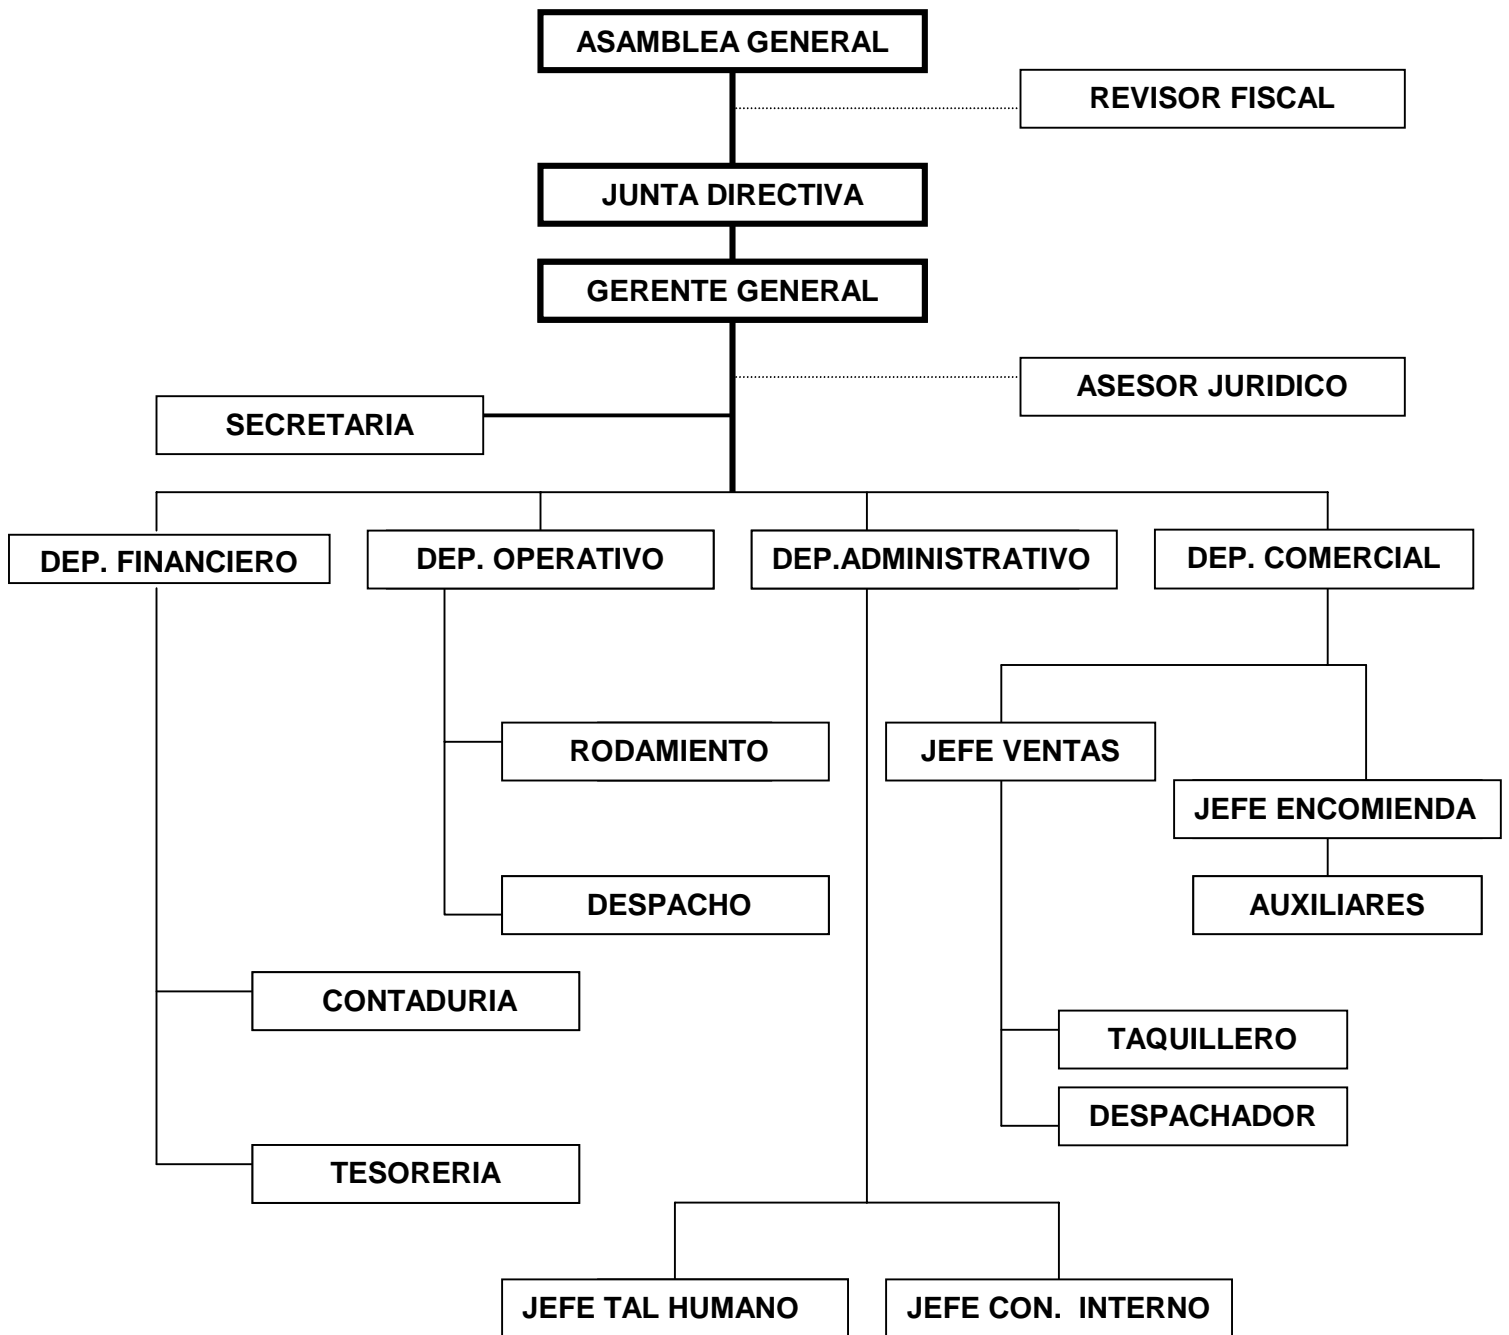 ASAMBLEA GENERAL
REVISOR FISCAL
JUNTA DIRECTIVA
GERENTE GENERAL
ASESOR JURIDICO
SECRETARIA
DEP. FINANCIERO
DEP. OPERATIVO
DEP.ADMINISTRATIVO
DEP. COMERCIAL
RODAMIENTO
JEFE VENTAS
JEFE ENCOMIENDA
DESPACHO
AUXILIARES
CONTADURIA
TAQUILLERO
DESPACHADOR
TESORERIA
JEFE TAL HUMANO
JEFE CON. INTERNO